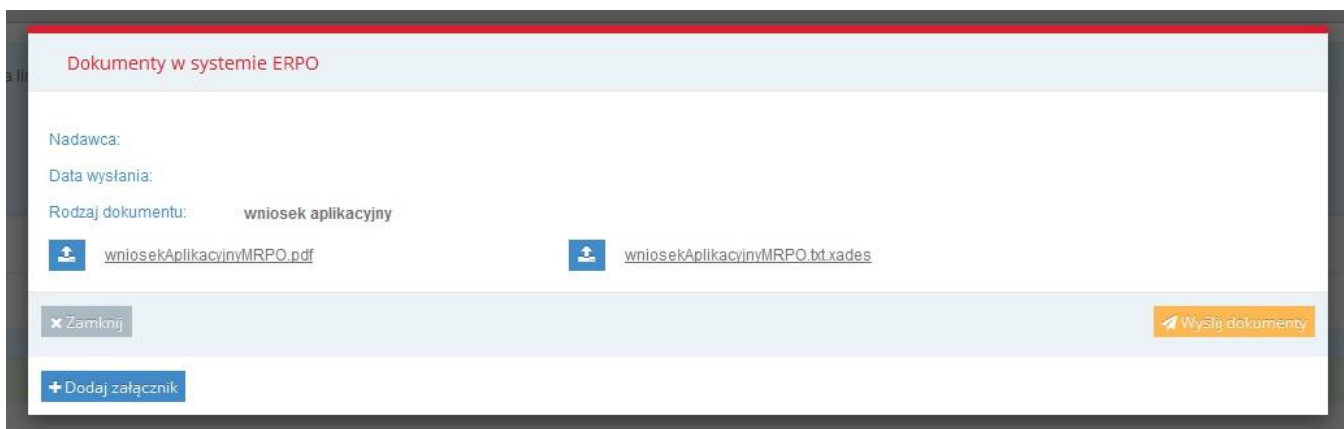 Dokumenty w systemie ERPO
Nadawca:
Data wysłania:
Rodzaj dokumentu: wniosek aplikacyjny
wniosekAplikacyjnyMRPO.pdf wniosekAplikacyjnyMRPO.txt.xades
Zamknij Wyślij dokumenty
Dodaj załącznik